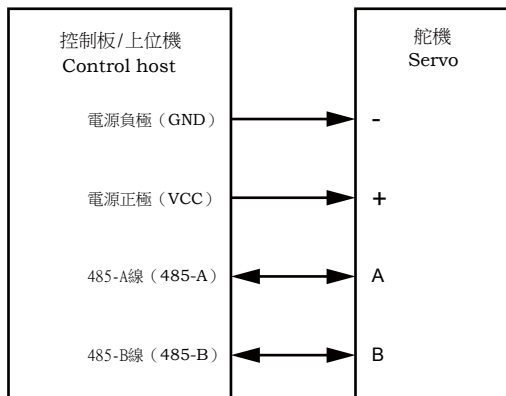 控制板/上位機
Control host
舵機
Servo
電源負極（GND）
-
電源正極（VCC）
+
485-A線（485-A）
A
485-B線（485-B）
B